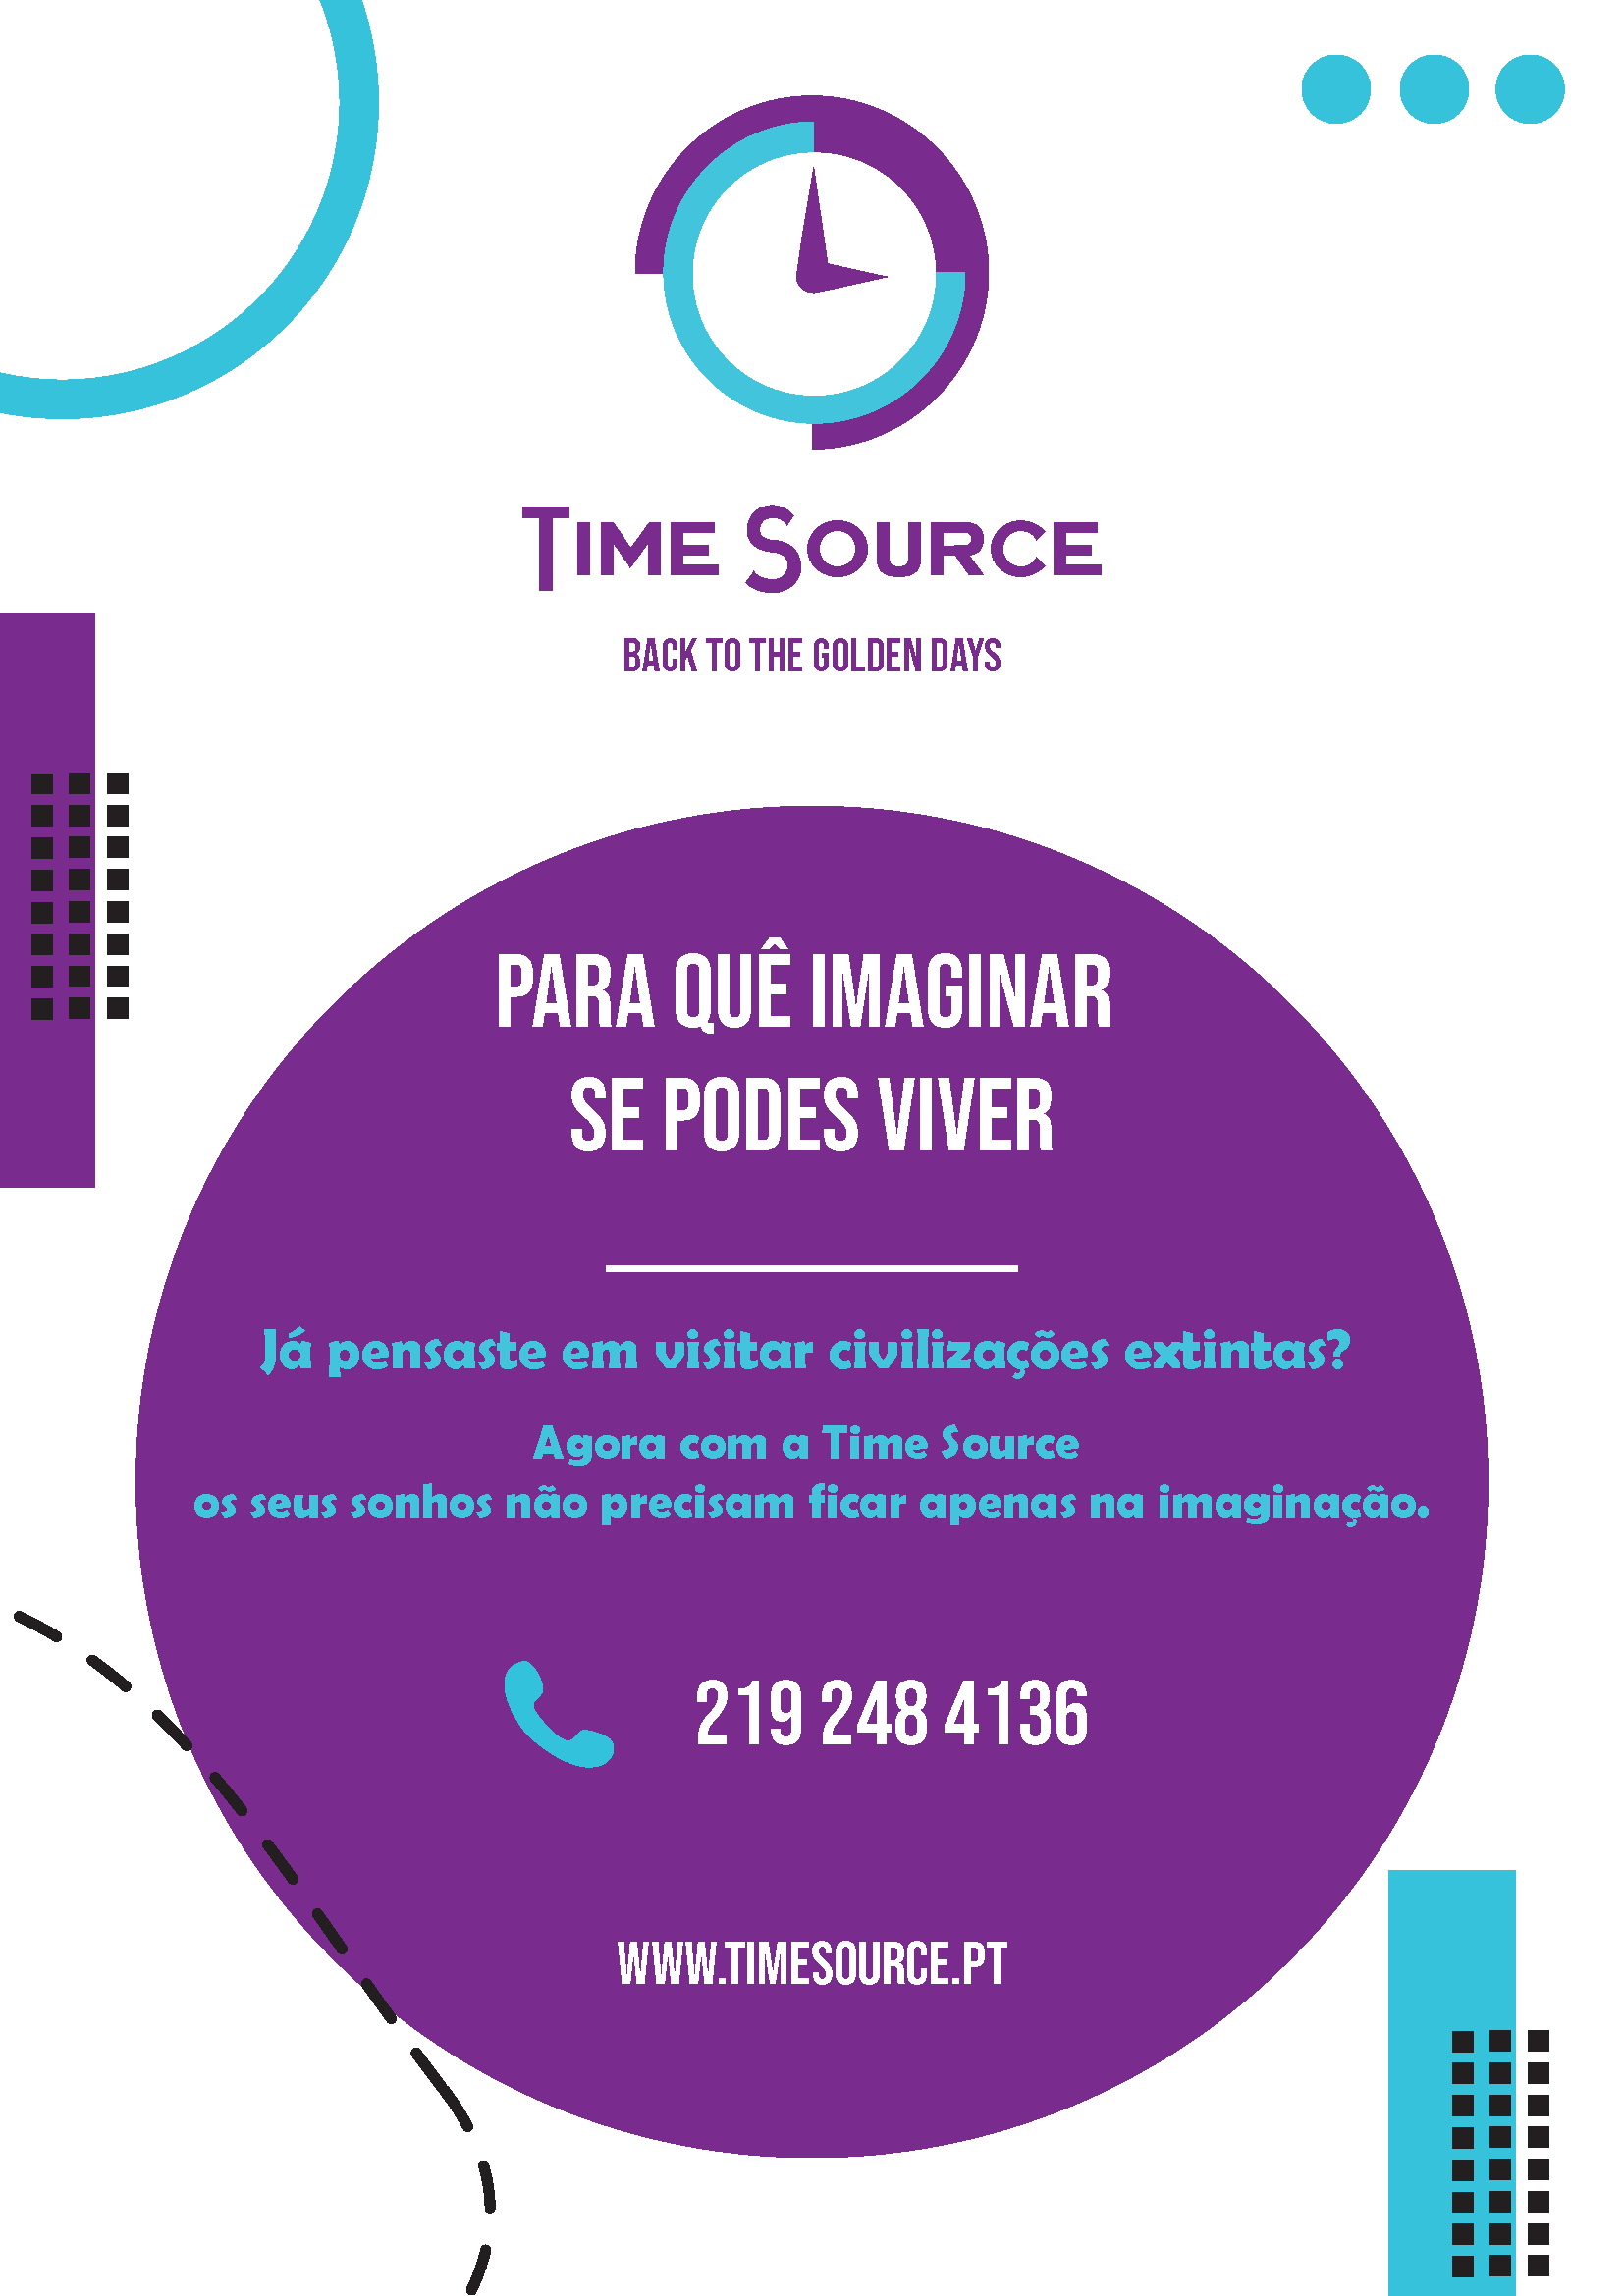 TIME SOURCE
BACK TO THE GOLDEN DAYS
PARA QUÊ IMAGINAR
SE PODES VIVER
Já pensaste em visitar civilizações extintas?
Agora com a Time Source
os seus sonhos não precisam ficar apenas na imaginação.
219 248 4136
WWW.TIMESOURCE.PT